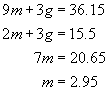 9m + 3g = 36.15
2m + 3g = 15.5
7m = 20.65
m = 2.95